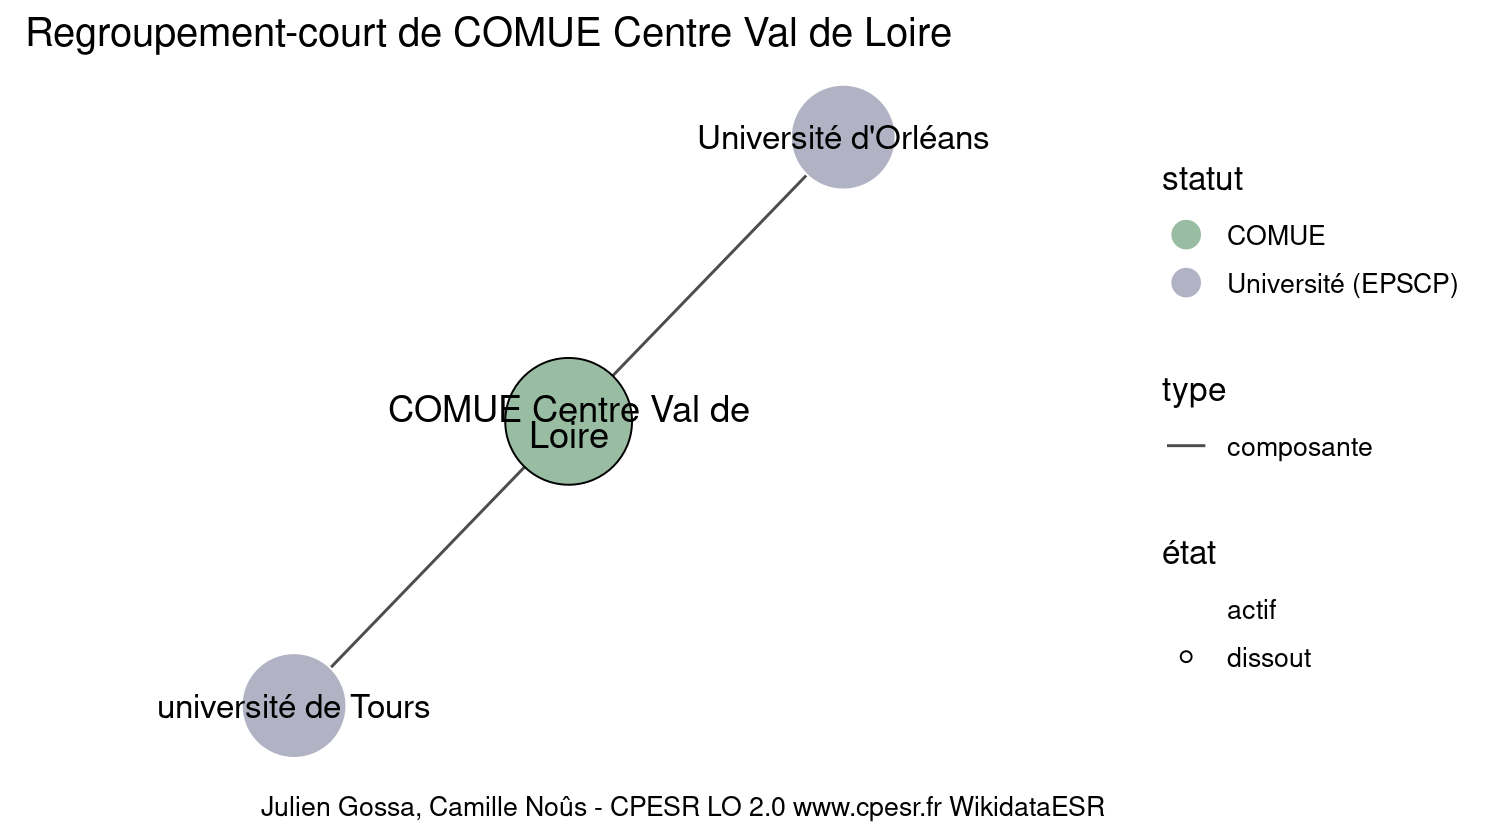 Regroupement-court de COMUE Centre Val de Loire
Université d'Orléans
COMUE Centre Val de
Loire
université de Tours
statut
COMUE
Université (EPSCP)
type
composante
état
actif
dissout
Julien Gossa, Camille Noûs - CPESR LO 2.0 www.cpesr.fr WikidataESR